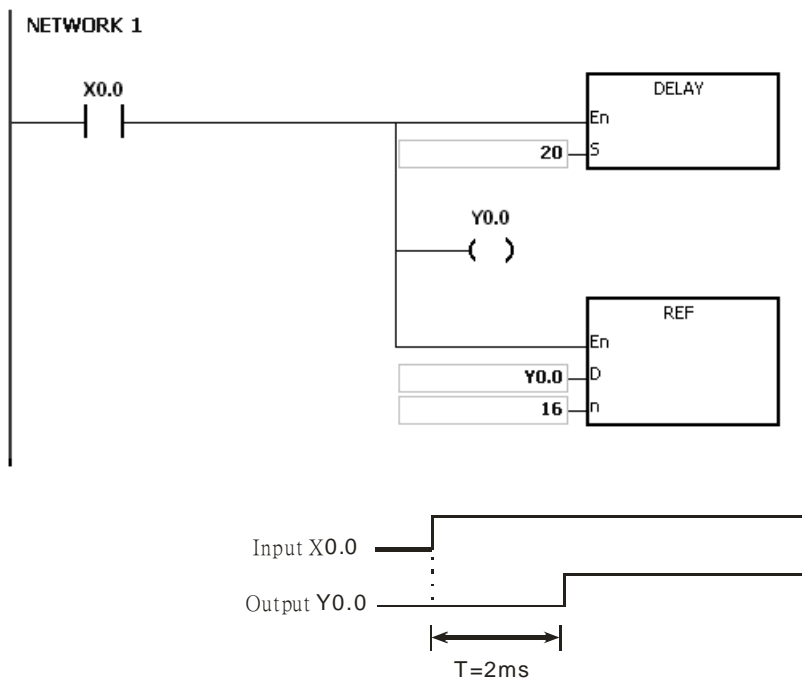 NETWORK 1
X0.0
DELAY
En
20 S
Y0.0
REF
En
Y0.0 D
16 n
Input X0.0
Output Y0.0
T=2ms